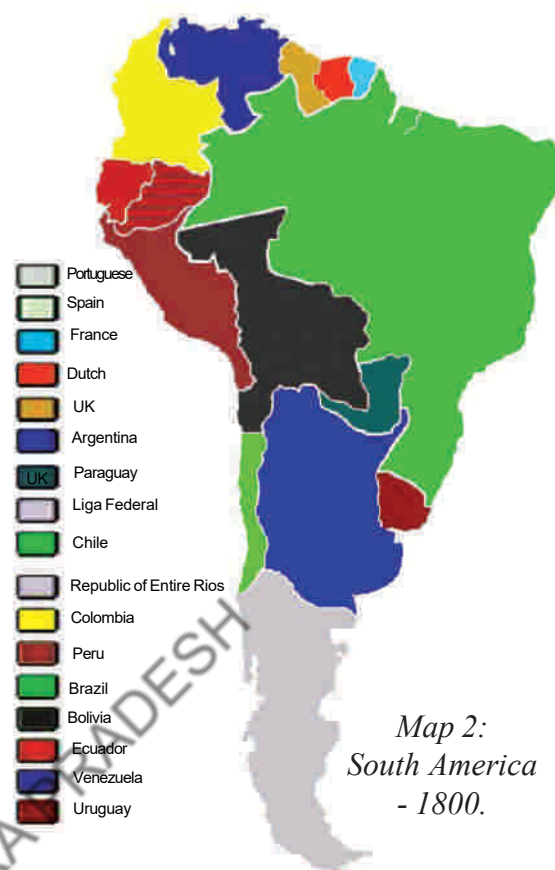 Portuguese
Spain
France
Dutch
UK
Argentina
UK Paraguay
Liga Federal
Chile
Republic of Entire Rios
Colombia
Peru
Brazil
Bolivia
Ecuador
Venezuela
Uruguay
Map 2:
South America
- 1800.
PRADESH